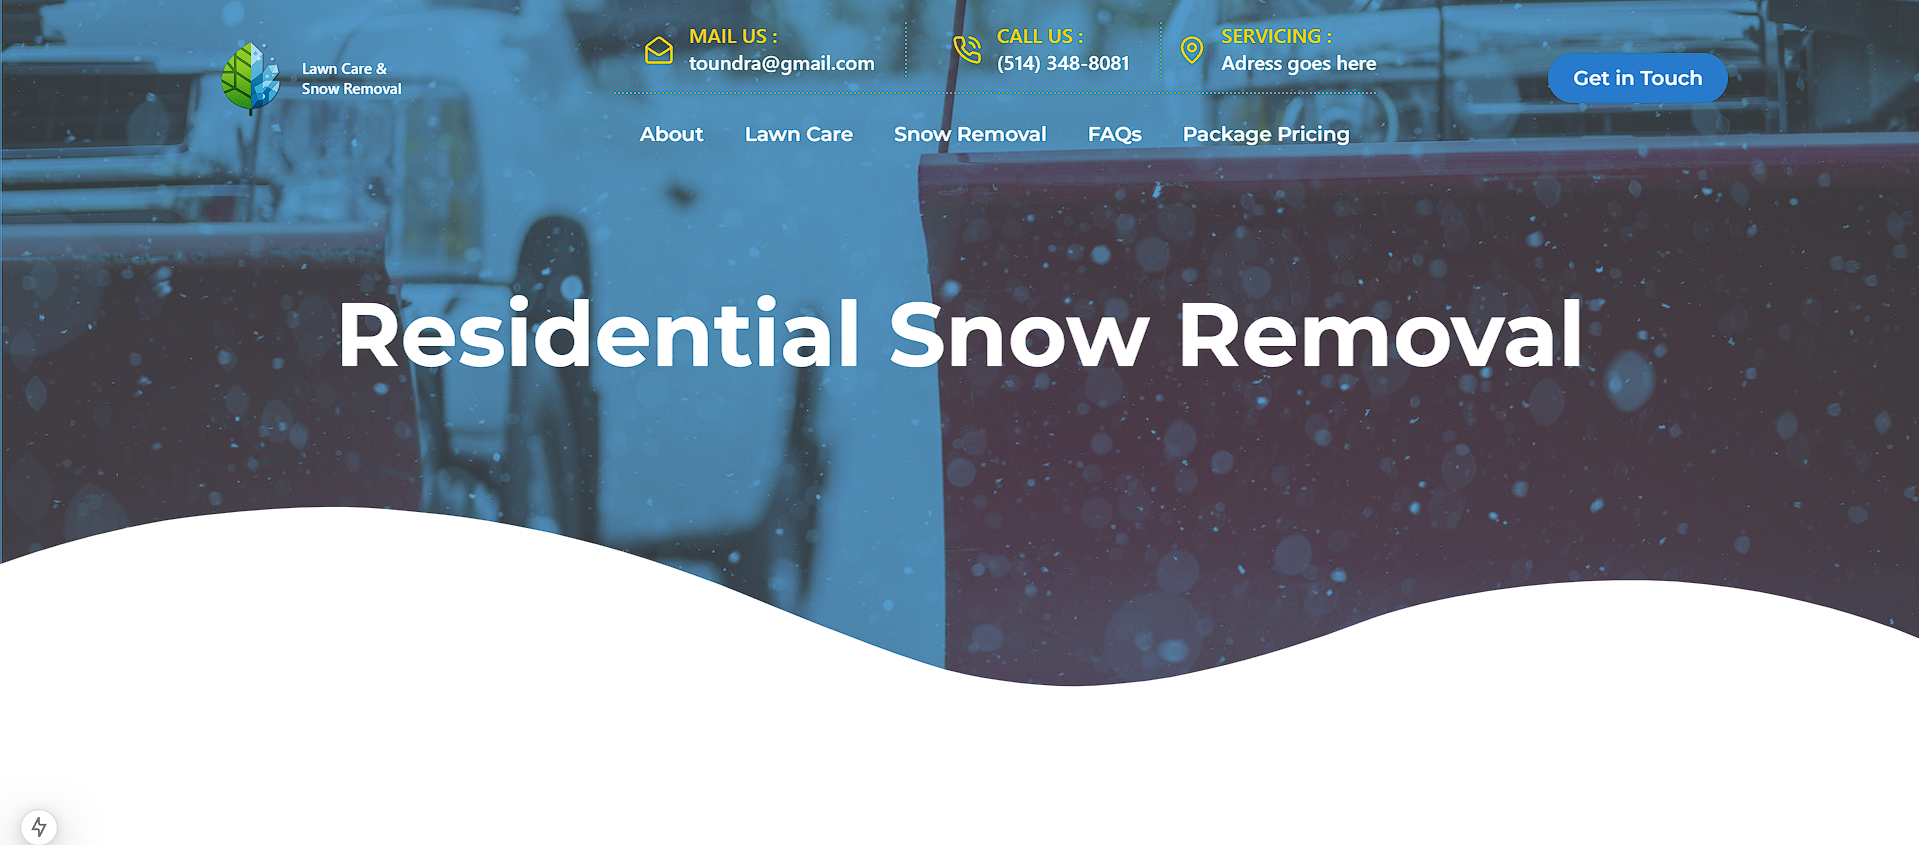 Lawn Care &
Snow Removal
MAIL US :
toundra@gmail.com
CALL US :
(514) 348-8081
SERVICING :
Adress goes here
Get in Touch
About Lawn Care Snow Removal FAQs Package Pricing
Residential Snow Removal